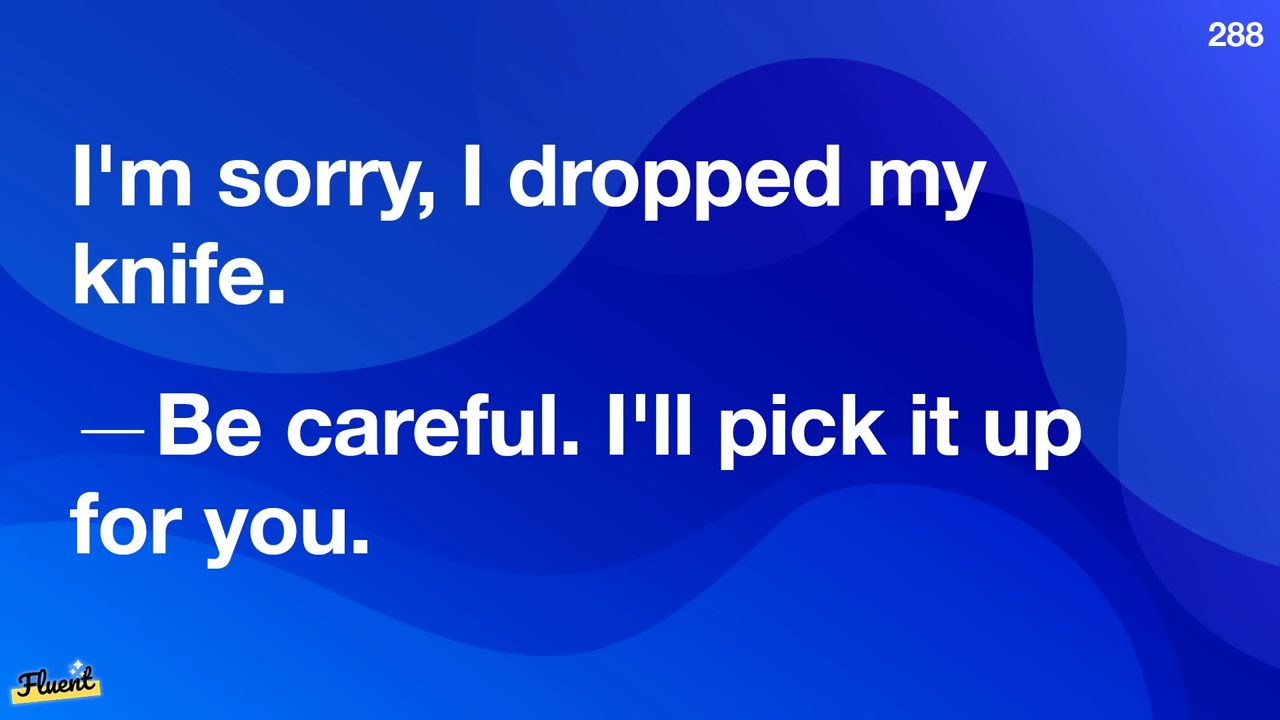 288
I'm sorry, I dropped my
knife.
—Be careful. I'll pick it up
for you.
Fluent